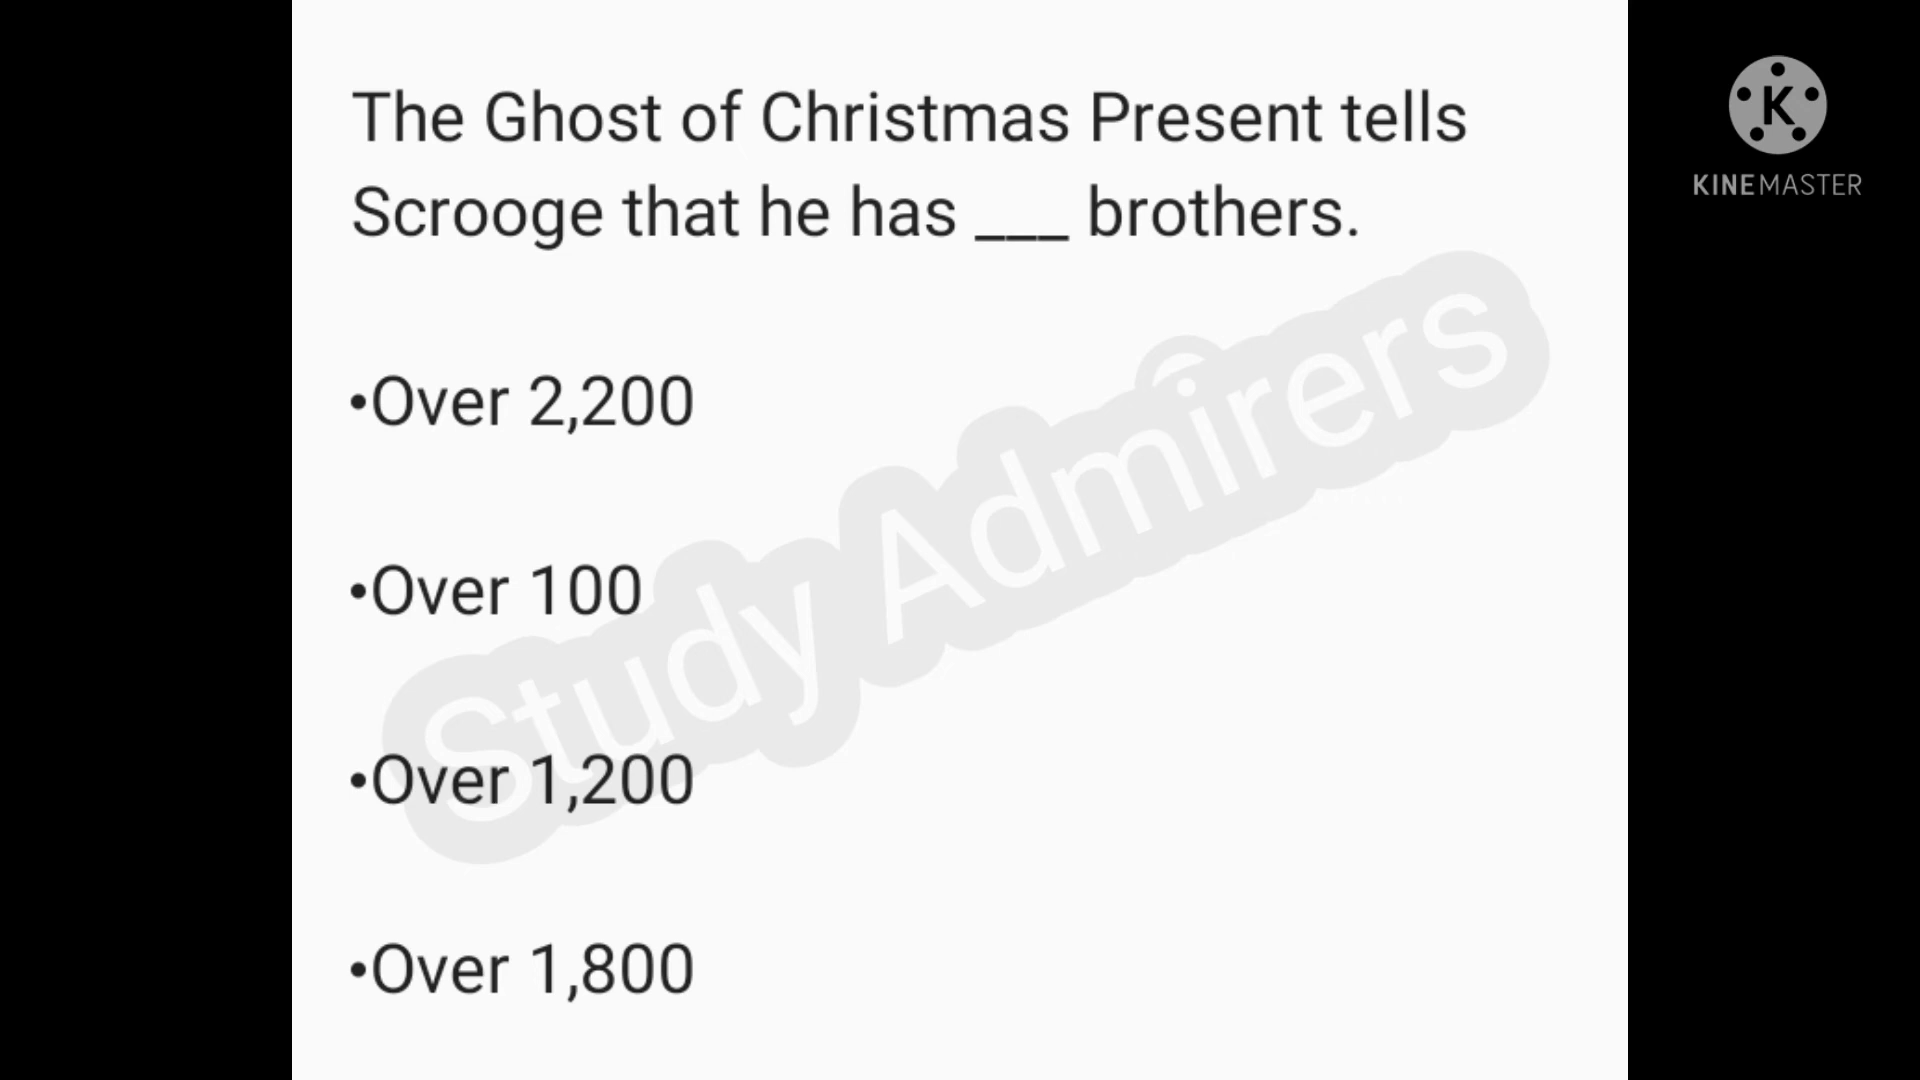 The Ghost of Christmas Present tells
Scrooge that he has ___ brothers.
•Over 2,200
•Over 100
•Over 1,200
•Over 1,800
Study Admirers
K
KINEMASTER